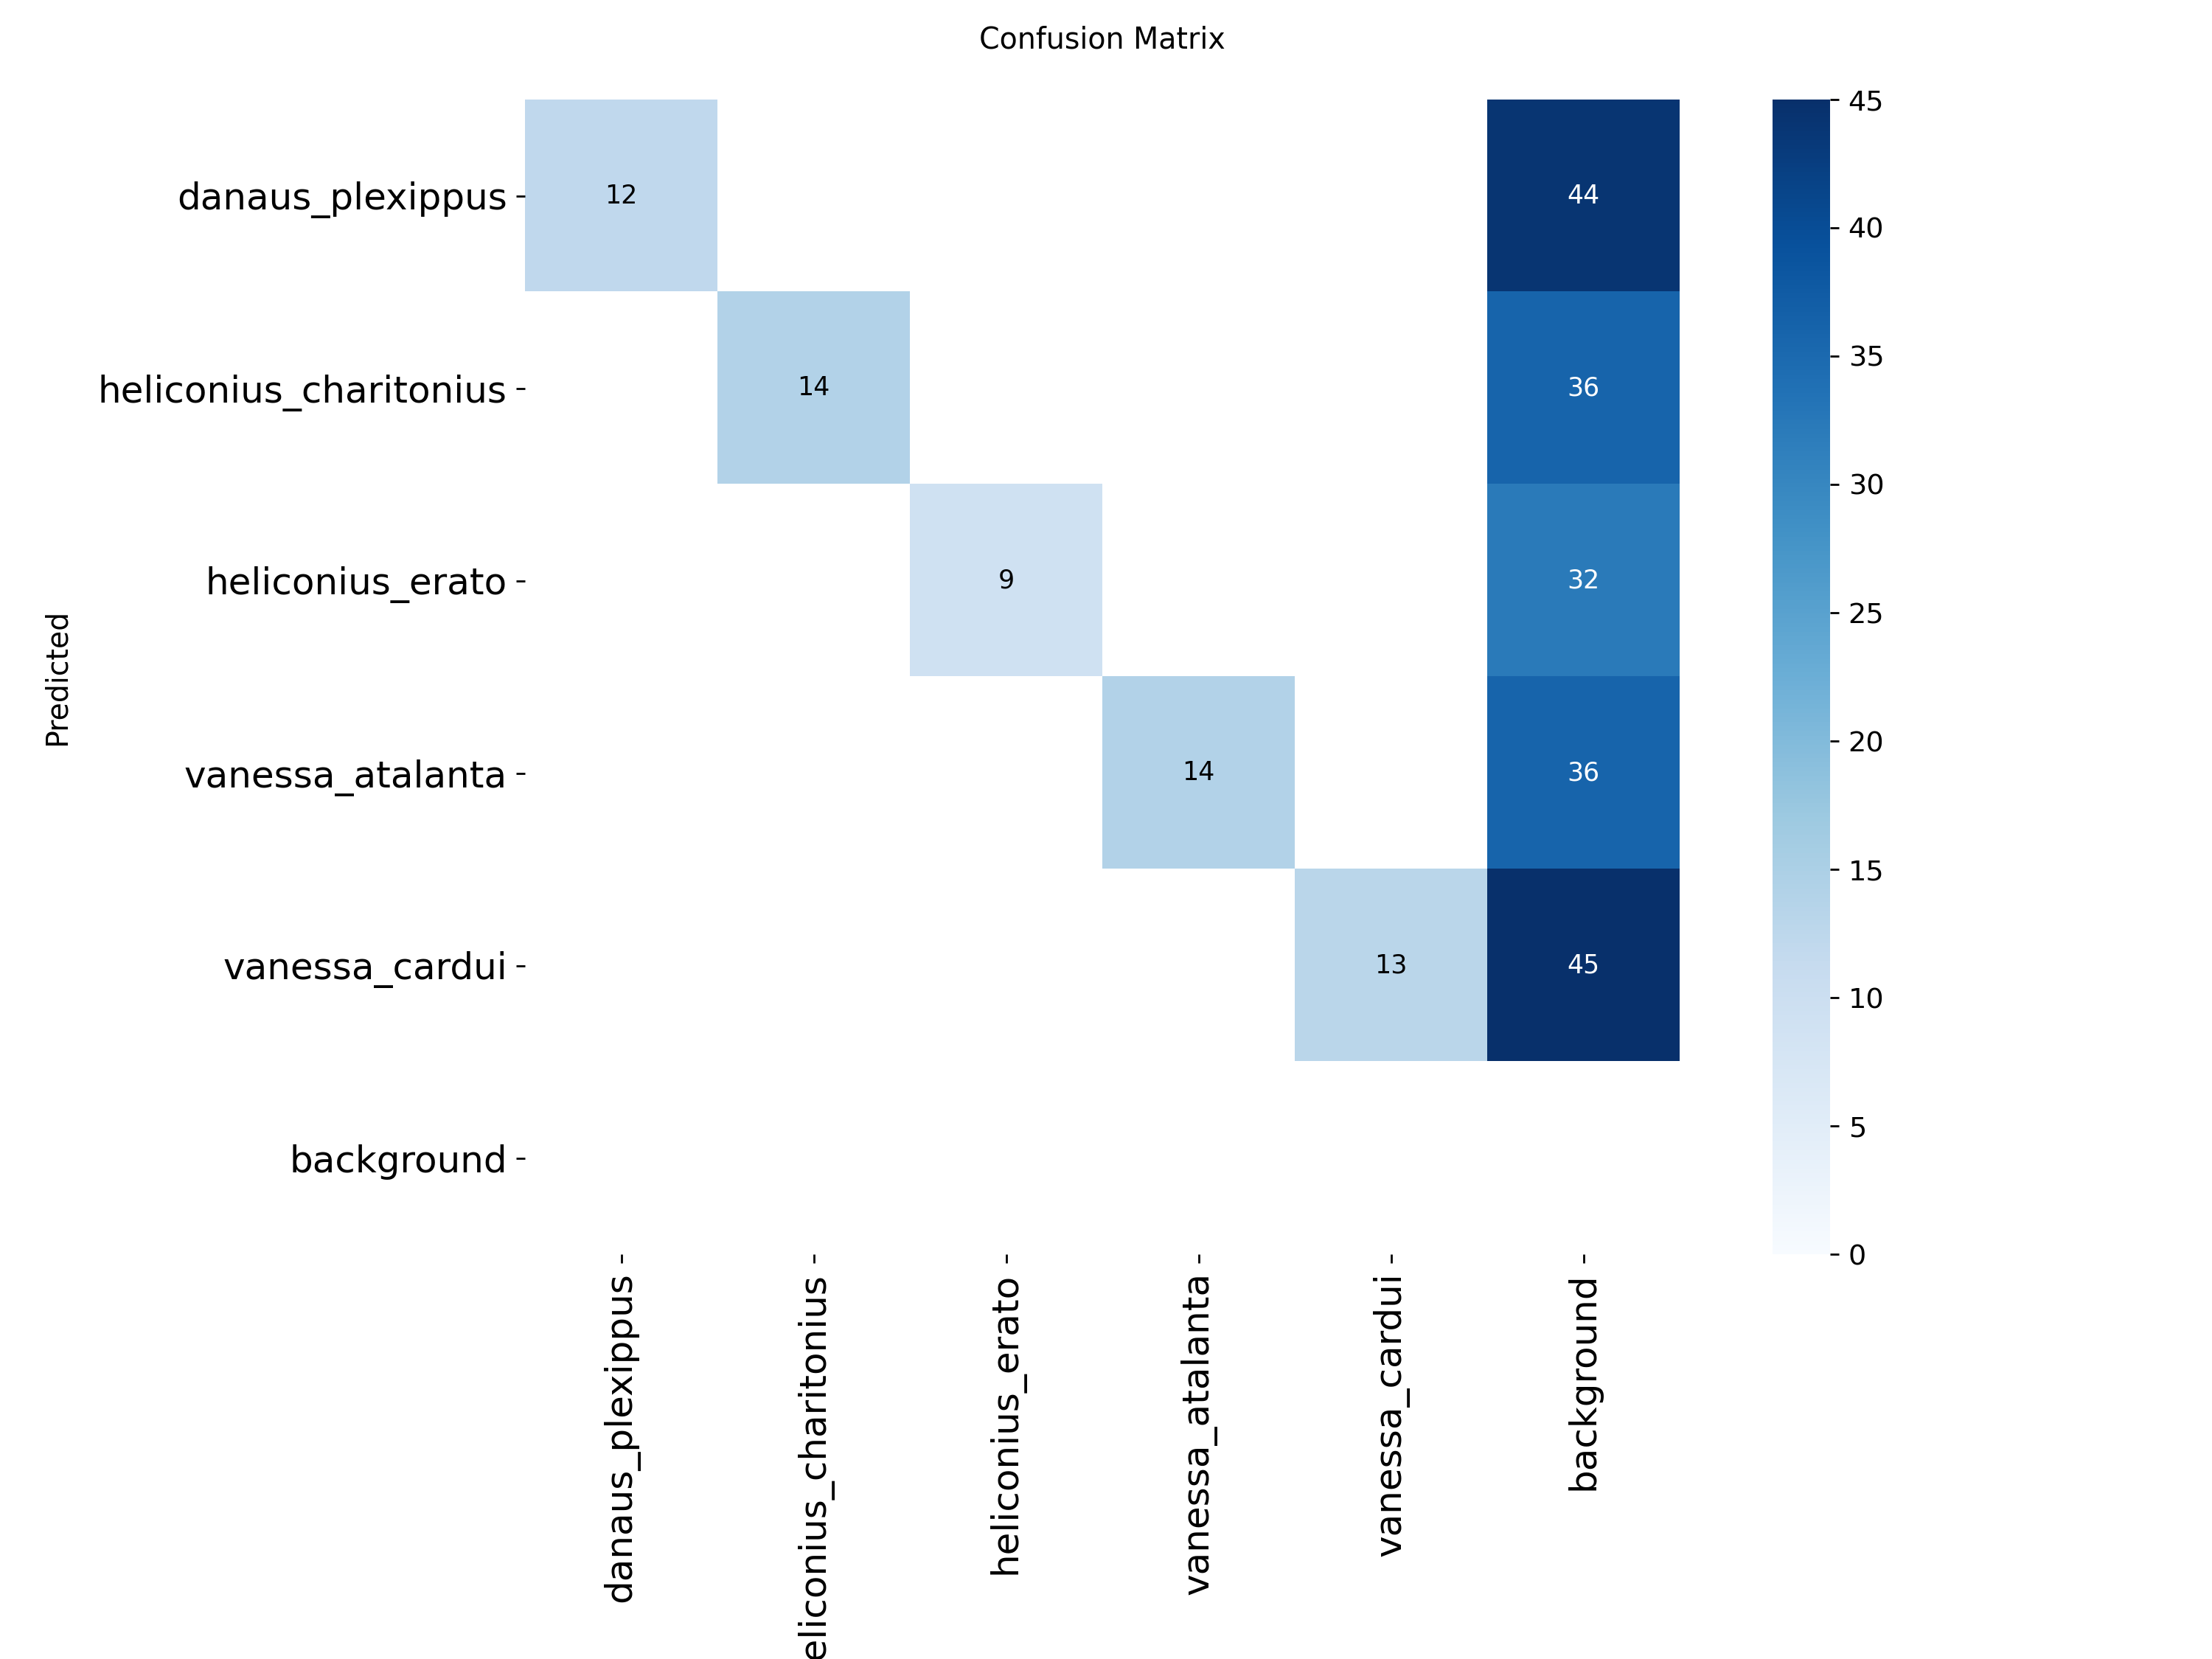 Confusion Matrix
Predicted
danaus_plexippus
12
44
heliconius_charitonius
14
36
heliconius_erato
9
32
vanessa_atalanta
14
36
vanessa_cardui
13
45
background
danaus_plexippus
eliconius_charitonius
heliconius_erato
vanessa_atalanta
vanessa_cardui
background
45
40
35
30
25
20
15
10
5
0